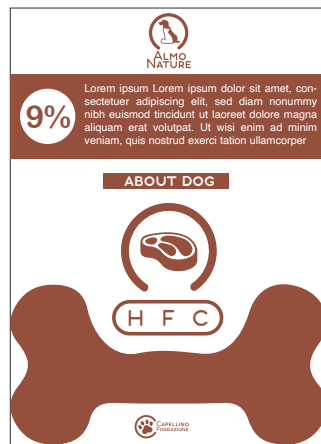 ALMO
NATURE
9%
Lorem ipsum Lorem ipsum dolor sit amet, con-
sectetuer adipiscing elit, sed diam nonummy
nibh euismod tincidunt ut laoreet dolore magna
aliquam erat volutpat. Ut wisi enim ad minim
veniam, quis nostrud exerci tation ullamcorper
ABOUT DOG
H F C
CAPELLINO
FONDAZIONE